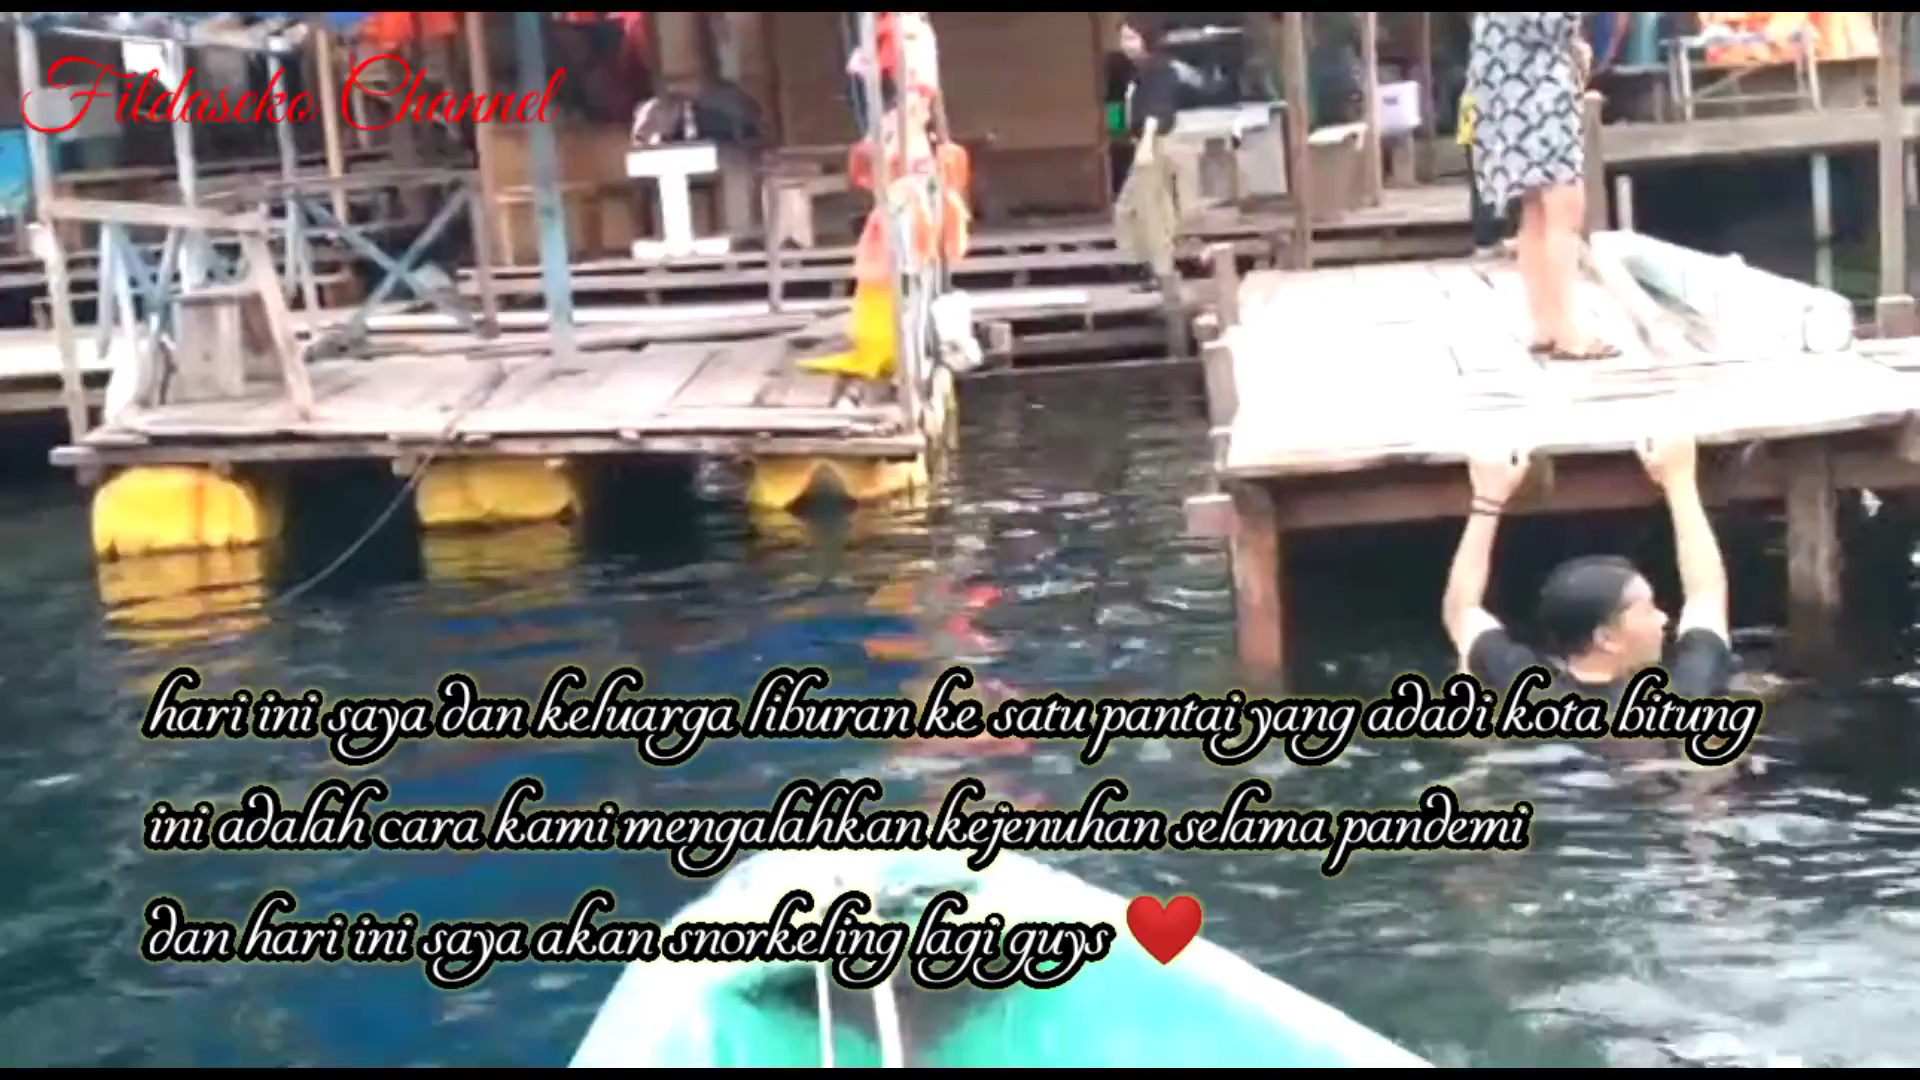 Fildaseko Channel
hari ini saya dan keluarga liburan ke satu pantai yang adadi kota bitung
ini adalah cara kami mengalahkan kejenuhan selama pandemi
dan hari ini saya akan snorkeling lagi guys ❤️